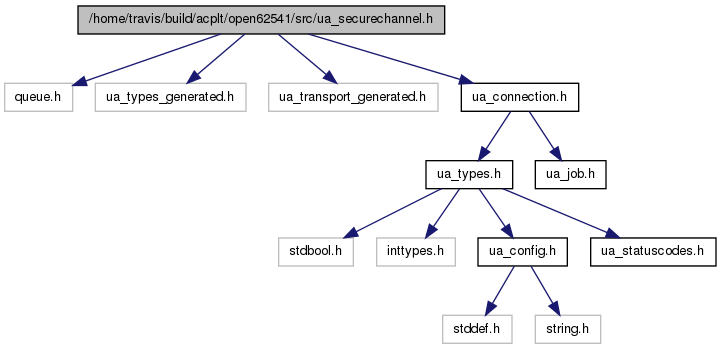 /home/travis/build/acplt/open62541/src/ua_securechannel.h
queue.h
ua_types_generated.h
ua_transport_generated.h
ua_connection.h
ua_types.h
ua_job.h
stdbool.h
inttypes.h
ua_config.h
ua_statuscodes.h
stddef.h
string.h